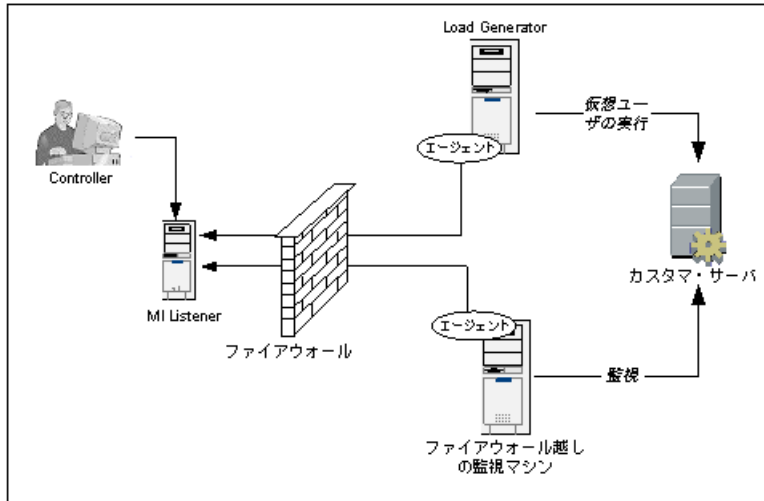 Load Generator
エージェント
仮想ユー
ザの実行
Controller
MI Listener
ファイアウォール
カスタマ・サーバ
エージェント
監視
ファイアウォール越し
の監視マシン